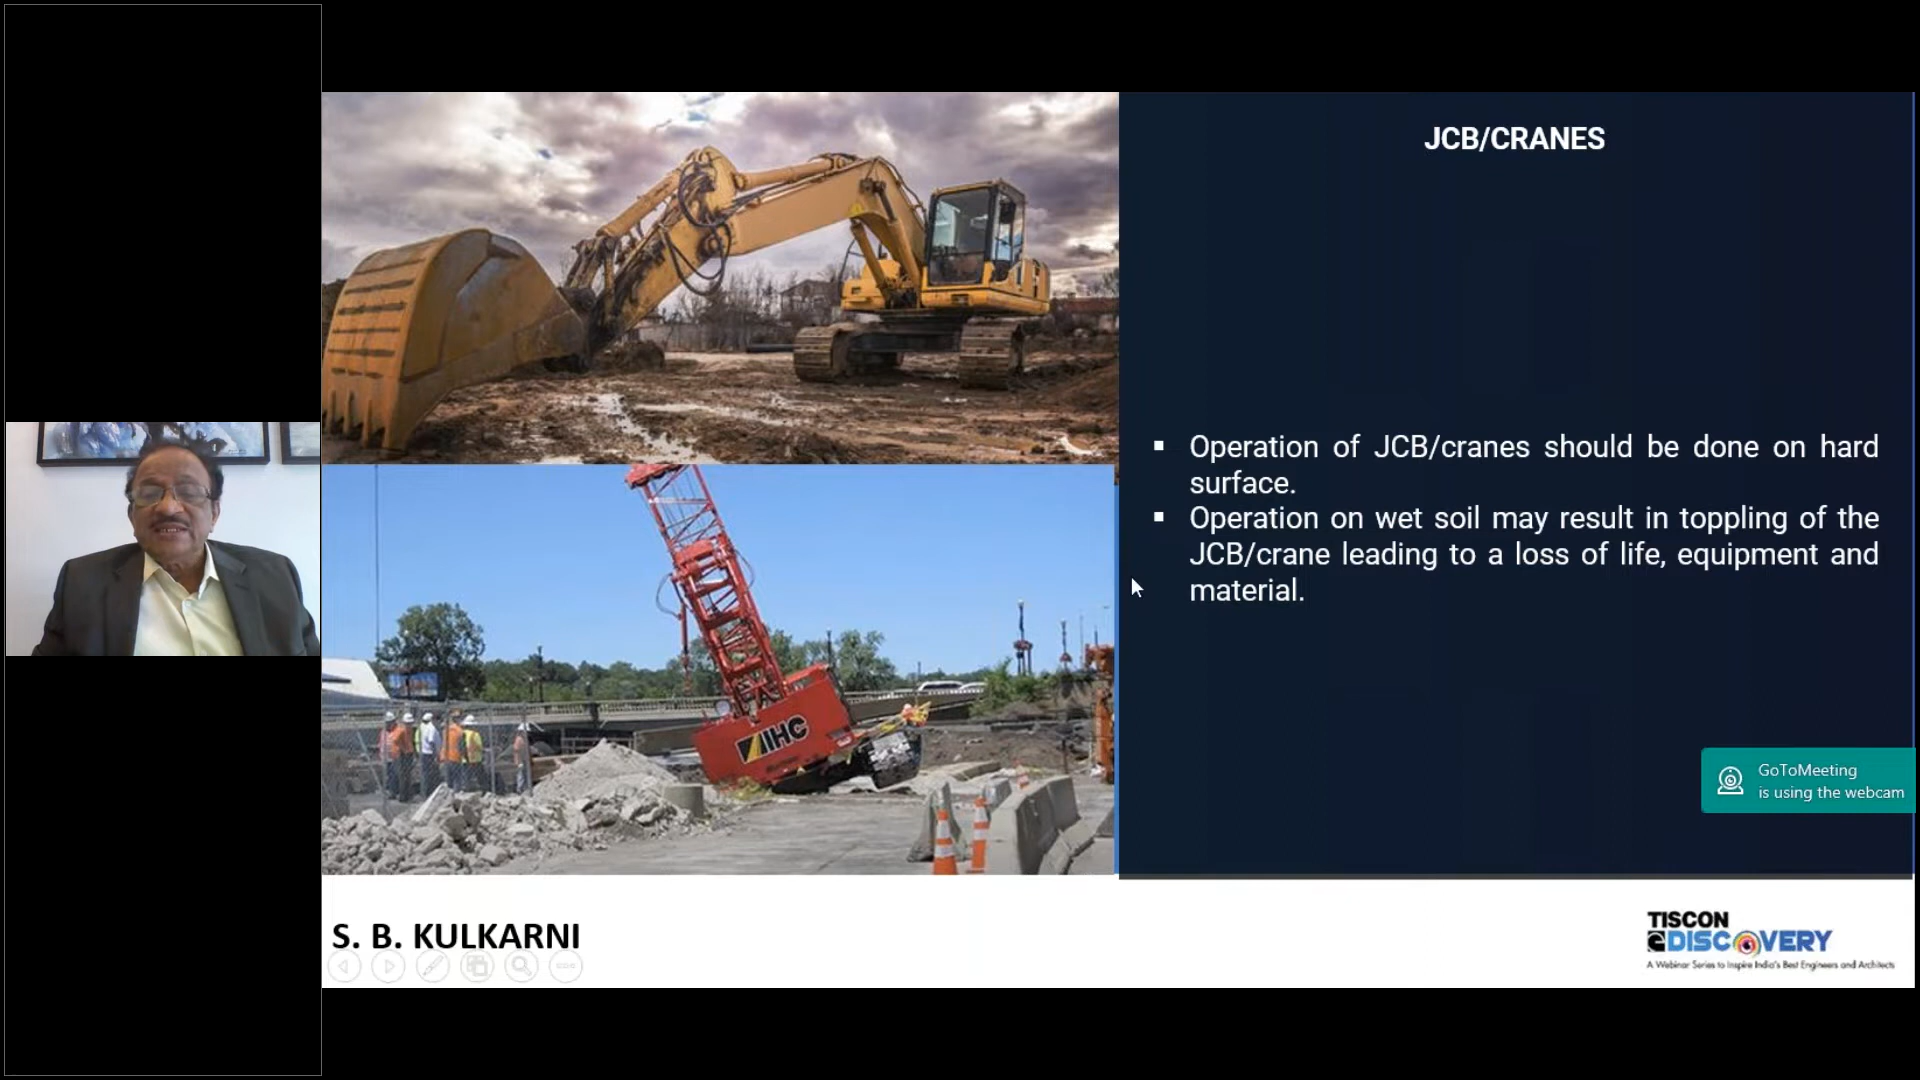 JCB/CRANES
▪ Operation of JCB/cranes should be done on hard
surface.
▪ Operation on wet soil may result in toppling of the
JCB/crane leading to a loss of life, equipment and
material.
IHC
GoToMeeting
is using the webcam
S. B. KULKARNI
TISCON
eDISCOVERY
A Webinar Series to Inspire India's Best Engineers and Architects